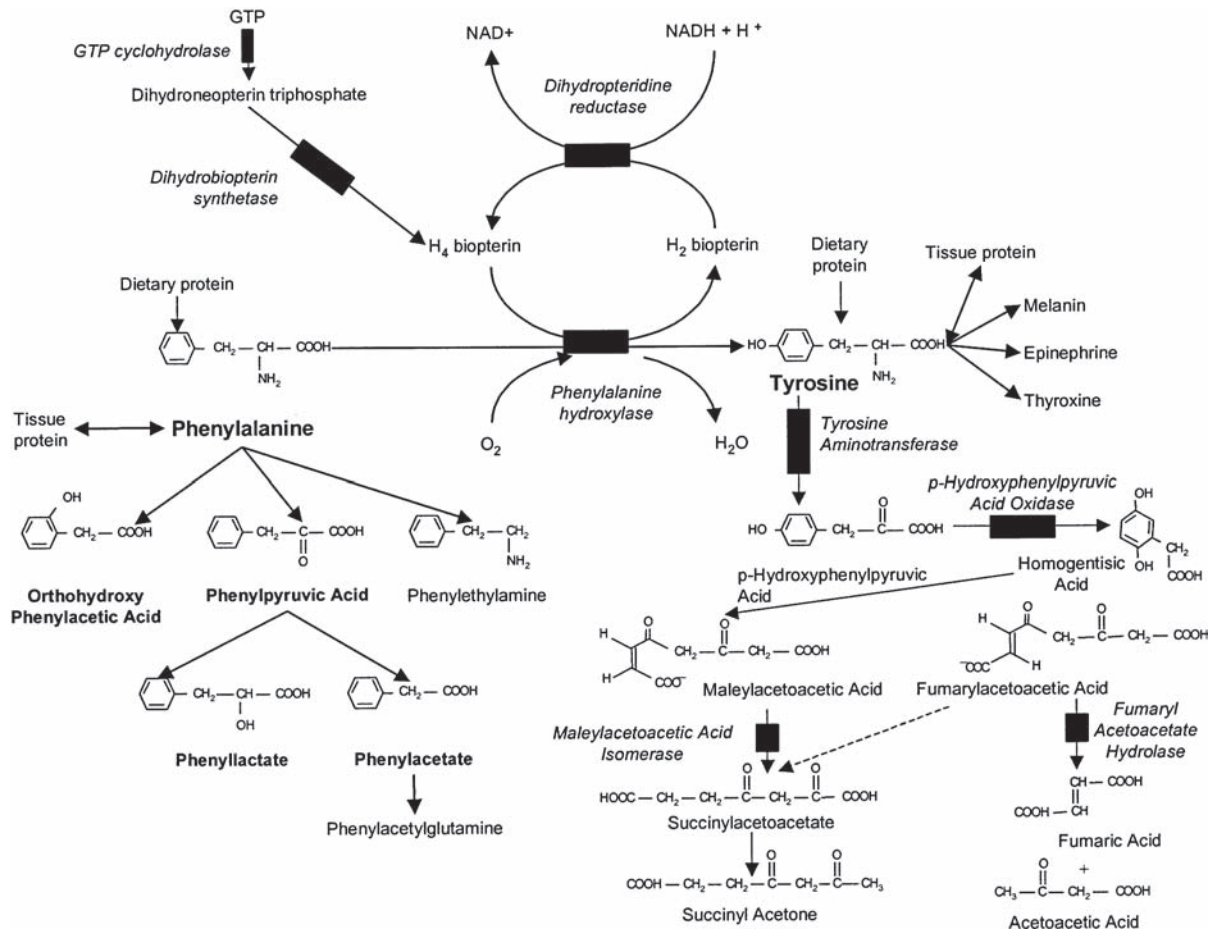 GTP
GTP cyclohydrolase
Dihydroneopterin triphosphate
NAD+
NADH + H +
Dihydropteridine
reductase
Dihydrobiopterin
synthetase
H4 biopterin
H2 biopterin
Dietary
protein
Tissue protein
Dietary protein
Melanin
Epinephrine
Thyroxine
CH2 – CH – COOH
NH2
HO
CH2 – CH – COOH
NH2
Tyrosine
Phenylalanine
hydroxylase
O2
H2O
Tissue
protein
Phenylalanine
Tyrosine
Aminotransferase
p-Hydroxyphenylpyruvic
Acid Oxidase
OH
CH2 – COOH
CH2 – C – COOH
O
CH2 – CH2
NH2
HO
CH2 – C – COOH
O
OH
OH
CH2
COOH
Orthohydroxy
Phenylacetic Acid
Phenylpyruvic Acid
Phenylethylamine
p-Hydroxyphenylpyruvic
Acid
Homogentisic
Acid
CH2 – CH – COOH
OH
CH2 – COOH
H
O
CH2 – C – CH2 – COOH
O
H
COO–
H
O
CH2 – C – CH2 – COOH
O
–COC
H
Maleylacetoacetic Acid
Fumarylacetoacetic Acid
Phenyllactate
Phenylacetate
Phenylacetylglutamine
Maleylacetoacetic Acid
Isomerase
Fumaryl
Acetoacetate
Hydrolase
O O
HOOC – CH2 – CH2 – C – CH2 – C – COOH
Succinylacetoacetate
CH – COOH
COOH – CH
Fumaric Acid
+
O O
COOH – CH2 – CH2 – C – CH2 – C – CH3
Succinyl Acetone
O
CH3 – C – CH2 – COOH
Acetoacetic Acid